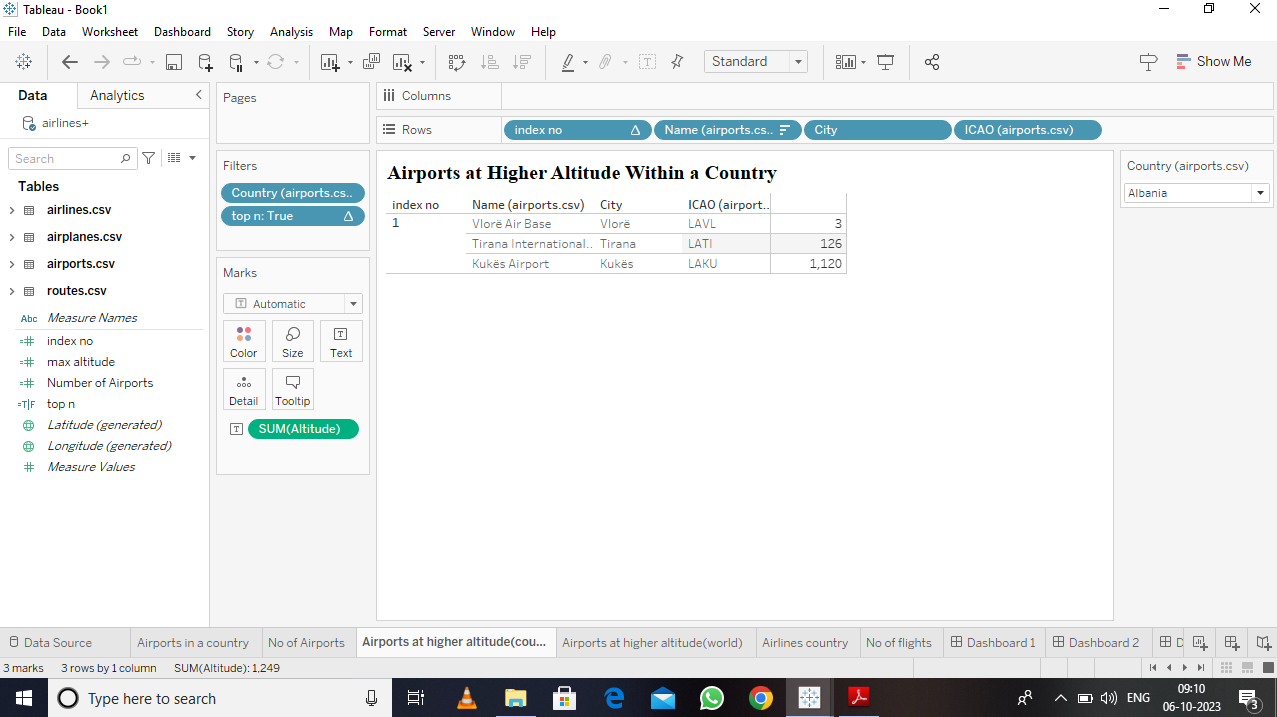 Tableau - Book1
File Data Worksheet Dashboard Story Analysis Map Format Server Window Help
Standard
Show Me
Data Analytics
airlines+
Search
Tables
airlines.csv
airplanes.csv
airports.csv
routes.csv
Abc Measure Names
index no
max altitude
Number of Airports
T|F top n
Latitude (generated)
Longitude (generated)
Measure Values
Pages
Filters
Country (airports.cs..
top n: True
Marks
T Automatic
Color Size Text
Detail Tooltip
T SUM(Altitude)
Columns
Rows index no Name (airports.cs.. City ICAO (airports.csv)
Airports at Higher Altitude Within a Country
index no Name (airports.csv) City ICAO (airport..
1 Vlorë Air Base Vlorë LAVL 3
Tirana International.. Tirana LATI 126
Kukës Airport Kukës LAKU 1,120
Country (airports.csv)
Albania
Data Source Airports in a country No of Airports Airports at higher altitude(cou... Airports at higher altitude(world) Airlines country No of flights Dashboard 1 Dashboard 2 D
3 marks 3 rows by 1 column SUM(Altitude): 1,249
Type here to search
ENG
09:10
06-10-2023
3